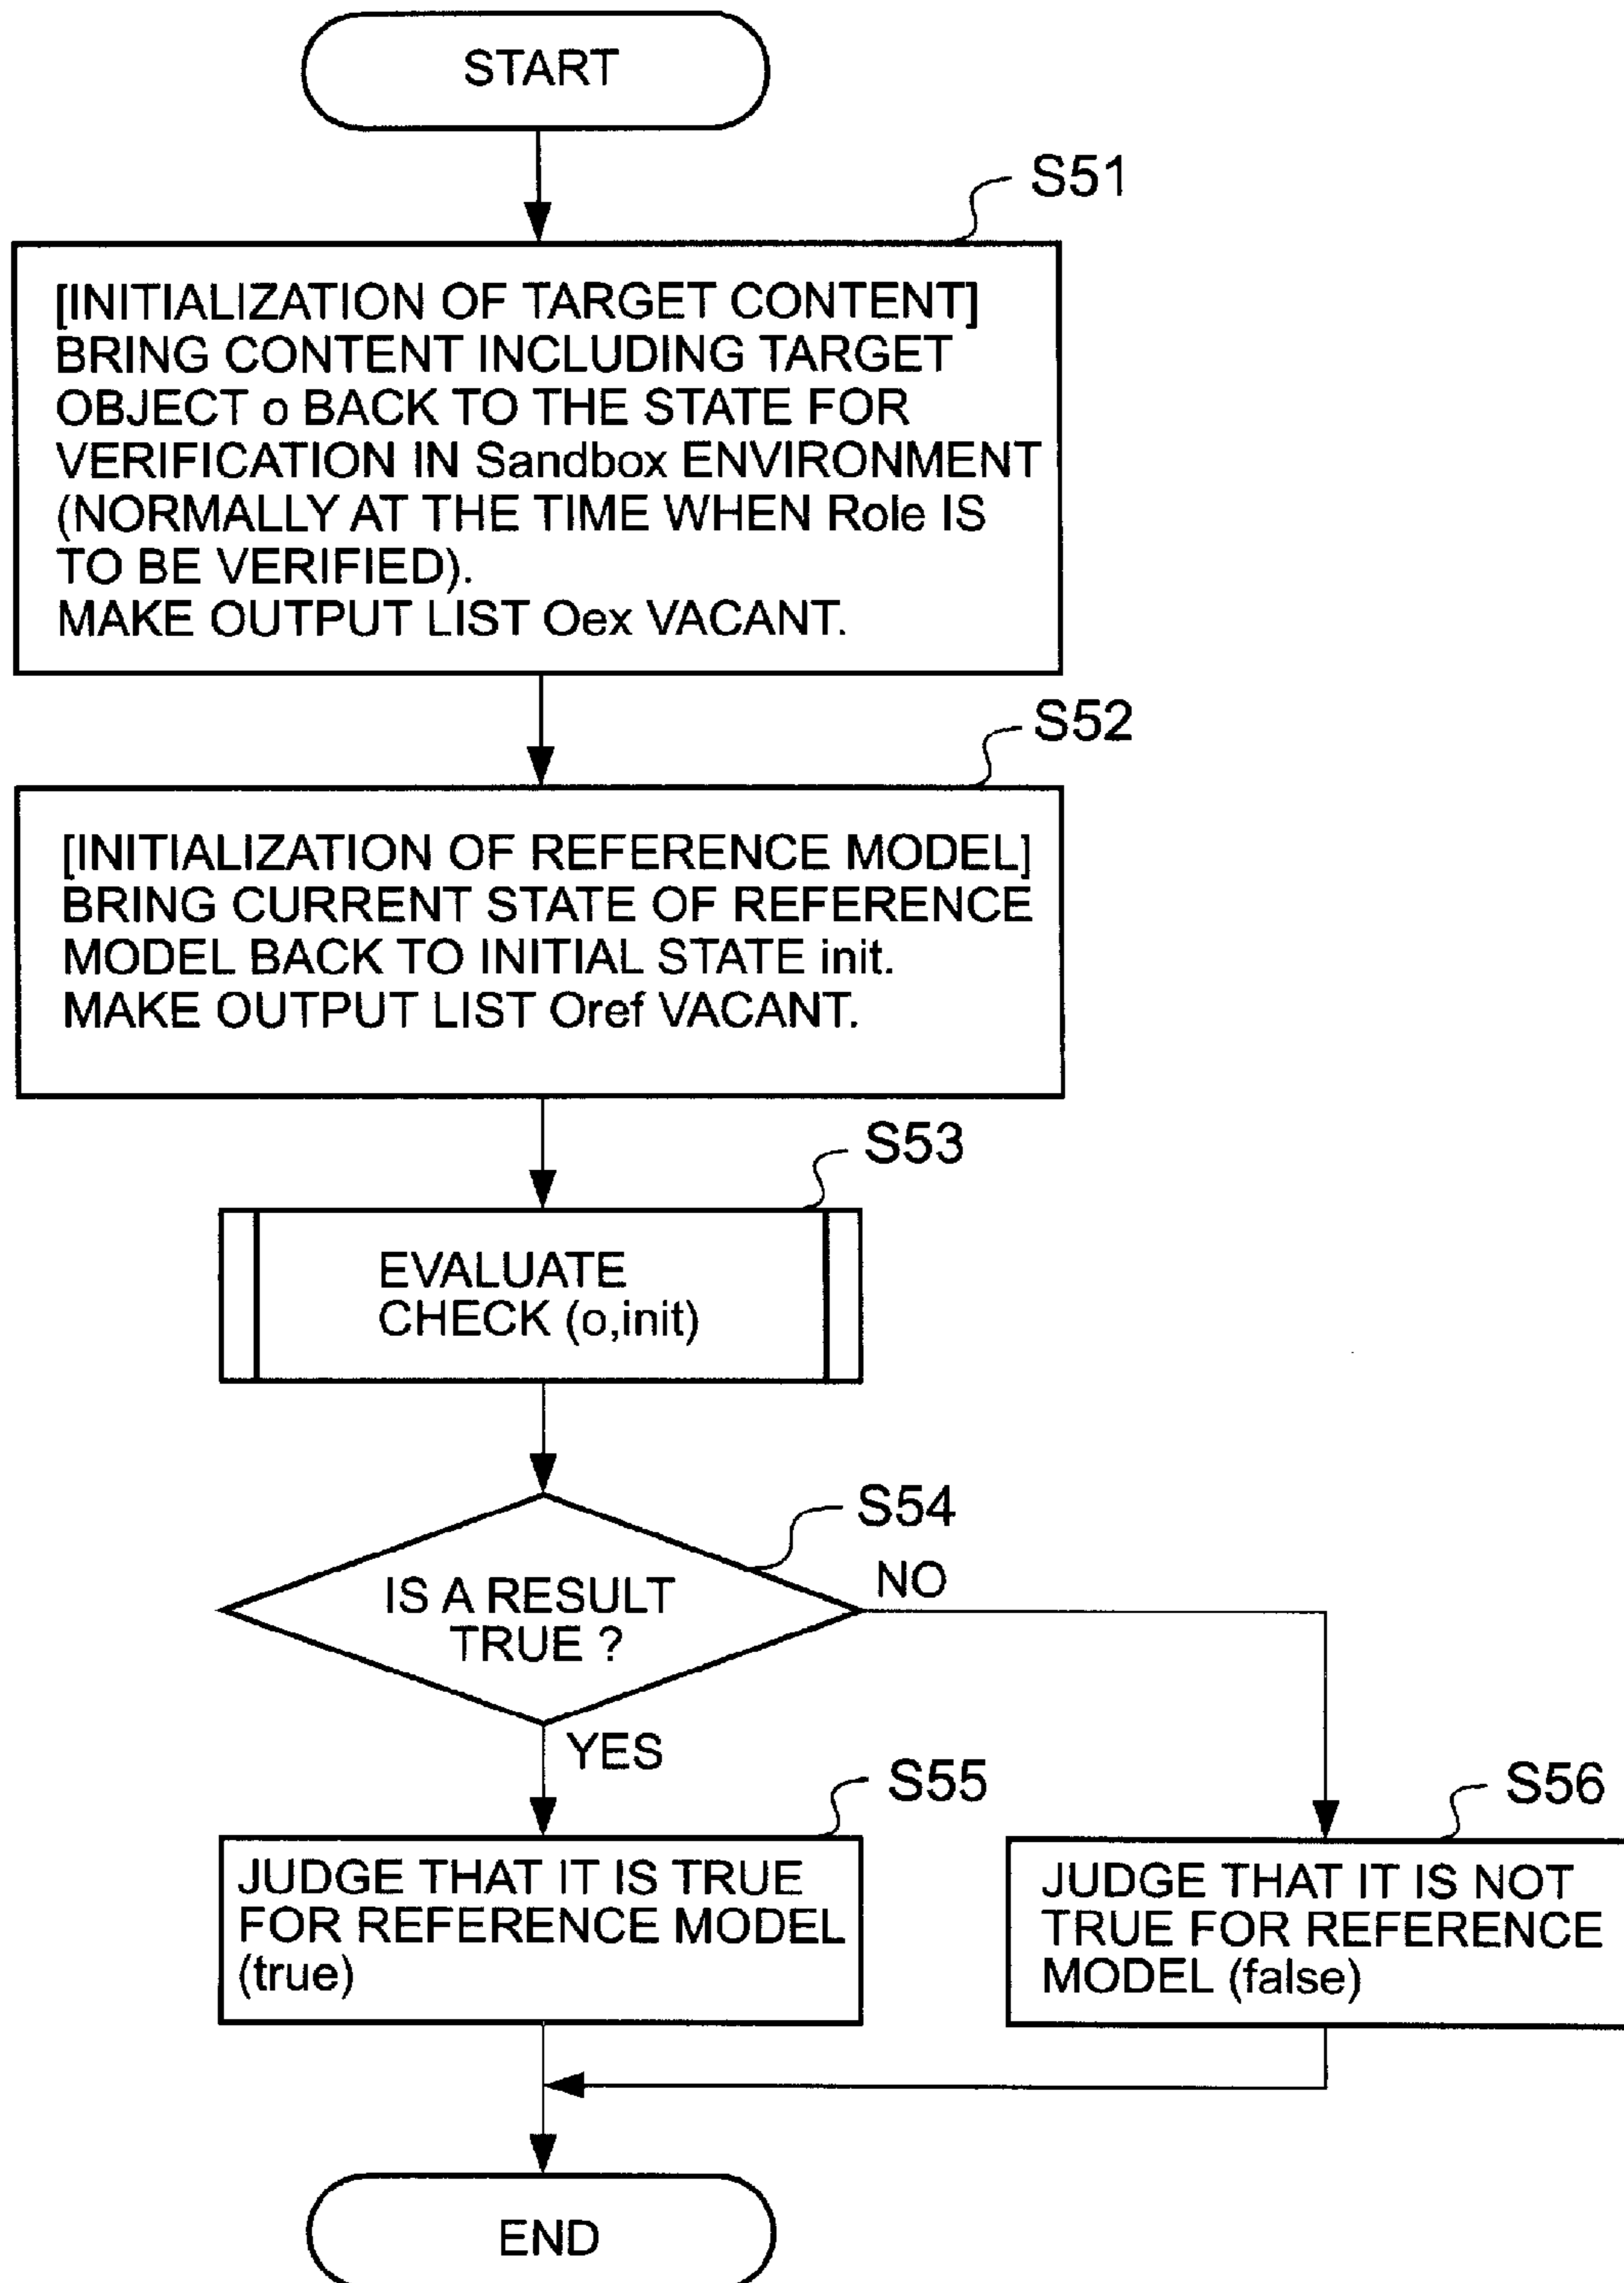 START
S51
[INITIALIZATION OF TARGET CONTENT]
BRING CONTENT INCLUDING TARGET
OBJECT o BACK TO THE STATE FOR
VERIFICATION IN Sandbox ENVIRONMENT
(NORMALLY AT THE TIME WHEN Role IS
TO BE VERIFIED).
MAKE OUTPUT LIST Oex VACANT.
S52
[INITIALIZATION OF REFERENCE MODEL]
BRING CURRENT STATE OF REFERENCE
MODEL BACK TO INITIAL STATE init.
MAKE OUTPUT LIST Oref VACANT.
S53
EVALUATE
CHECK (o,init)
S54
IS A RESULT
TRUE ?
NO
YES
S55
JUDGE THAT IT IS TRUE
FOR REFERENCE MODEL
(true)
S56
JUDGE THAT IT IS NOT
TRUE FOR REFERENCE
MODEL (false)
END